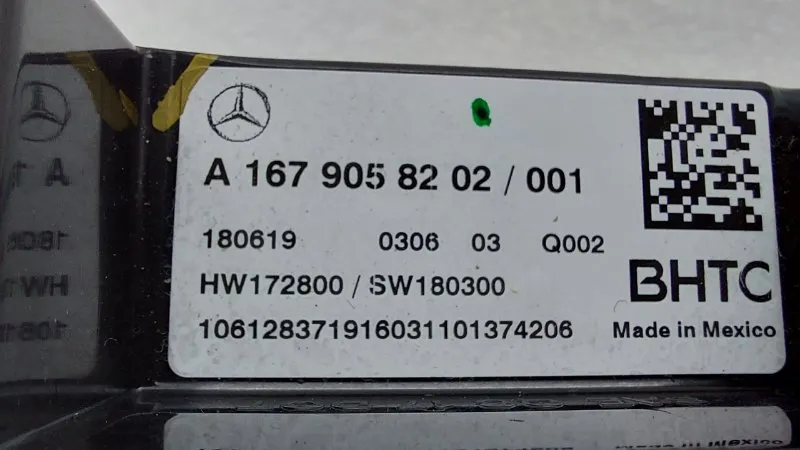 A 167 905 82 02 / 001
180619 0306 03 Q002
HW172800 / SW180300
106128371916031101374206
BHTC
Made in Mexico